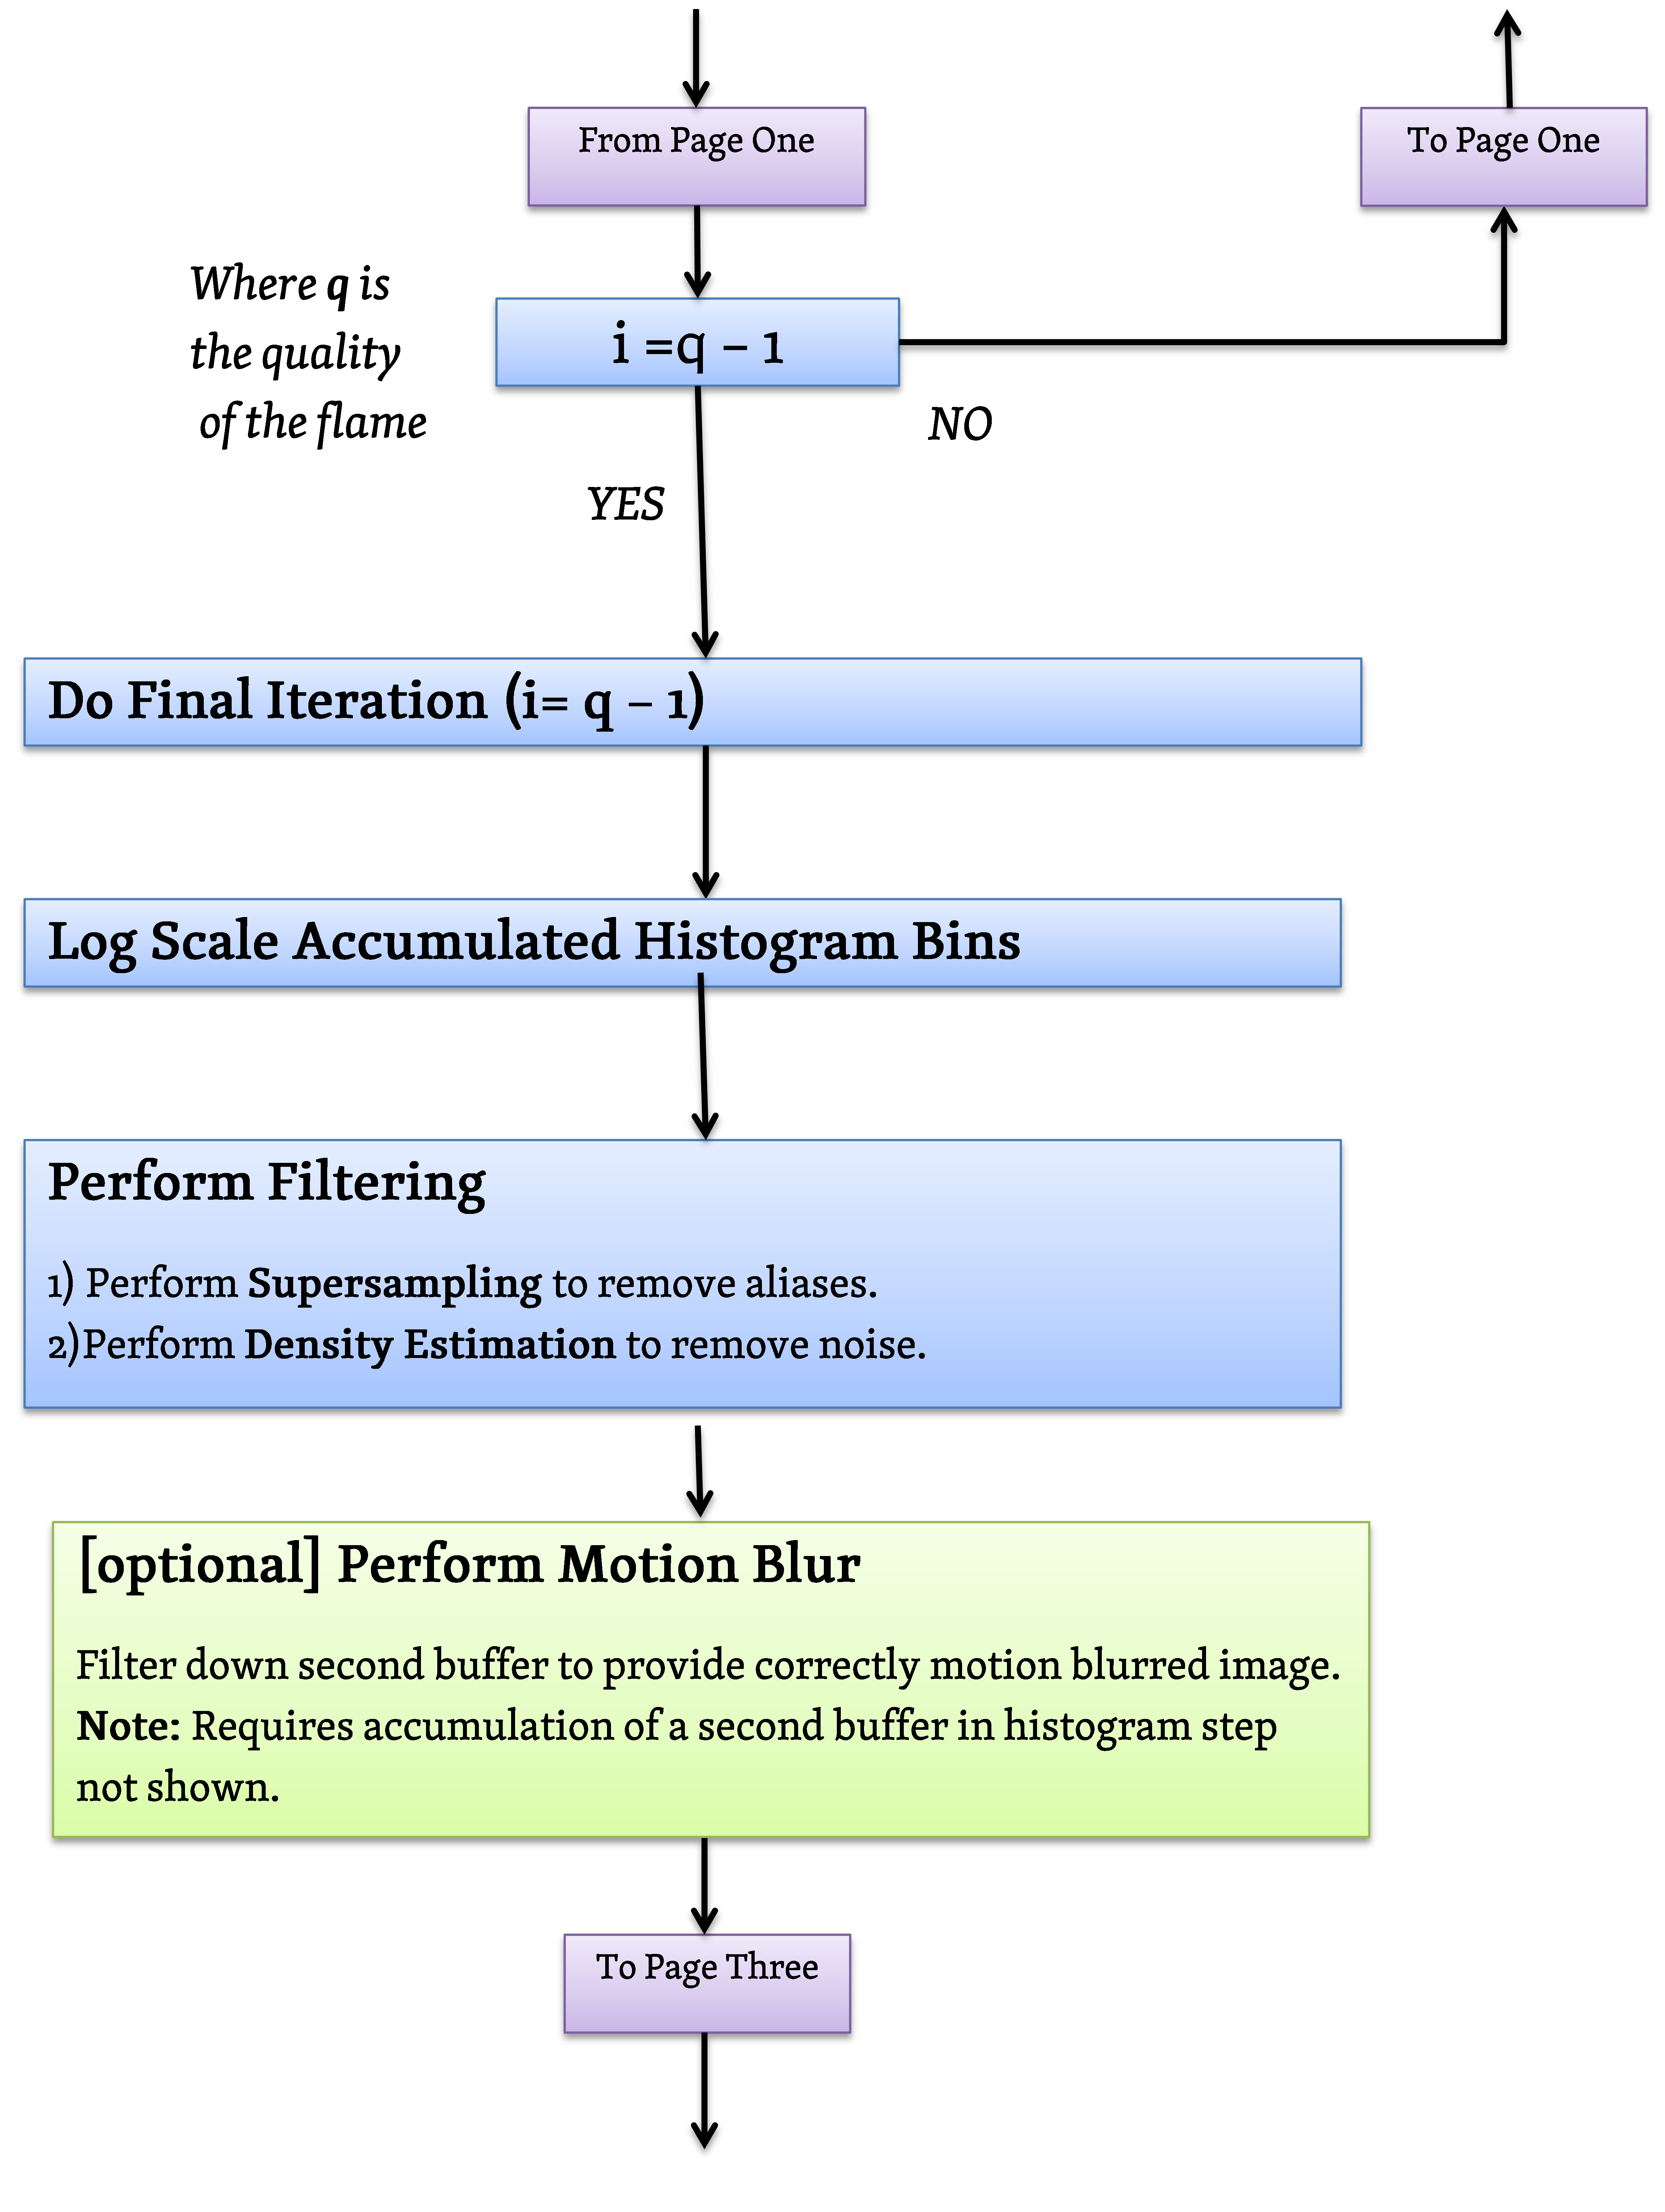 From Page One
To Page One
Where q is
the quality
of the flame
i =q – 1
NO
YES
Do Final Iteration (i= q – 1)
Log Scale Accumulated Histogram Bins
Perform Filtering
1) Perform Supersampling to remove aliases.
2)Perform Density Estimation to remove noise.
[optional] Perform Motion Blur
Filter down second buffer to provide correctly motion blurred image.
Note: Requires accumulation of a second buffer in histogram step
not shown.
To Page Three